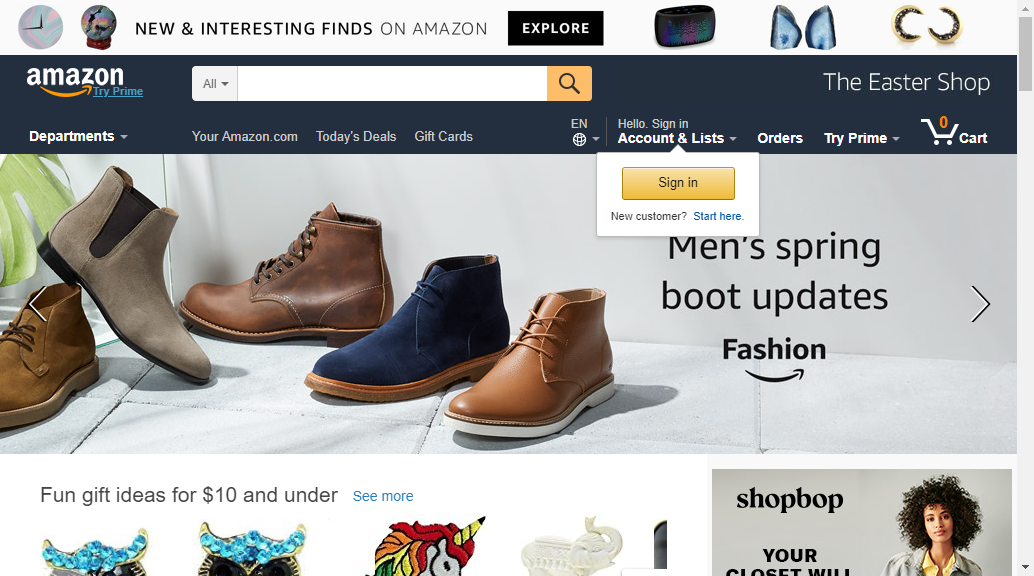 NEW & INTERESTING FINDS ON AMAZON EXPLORE
amazon
Try Prime
All
The Easter Shop
Departments
Your Amazon.com Today's Deals Gift Cards
EN
Hello. Sign in
Account & Lists
Orders
Try Prime
0
Cart
Sign in
New customer? Start here.
Men's spring
boot updates
Fashion
Fun gift ideas for $10 and under See more
shopbop
YOUR
CLOSET WILL